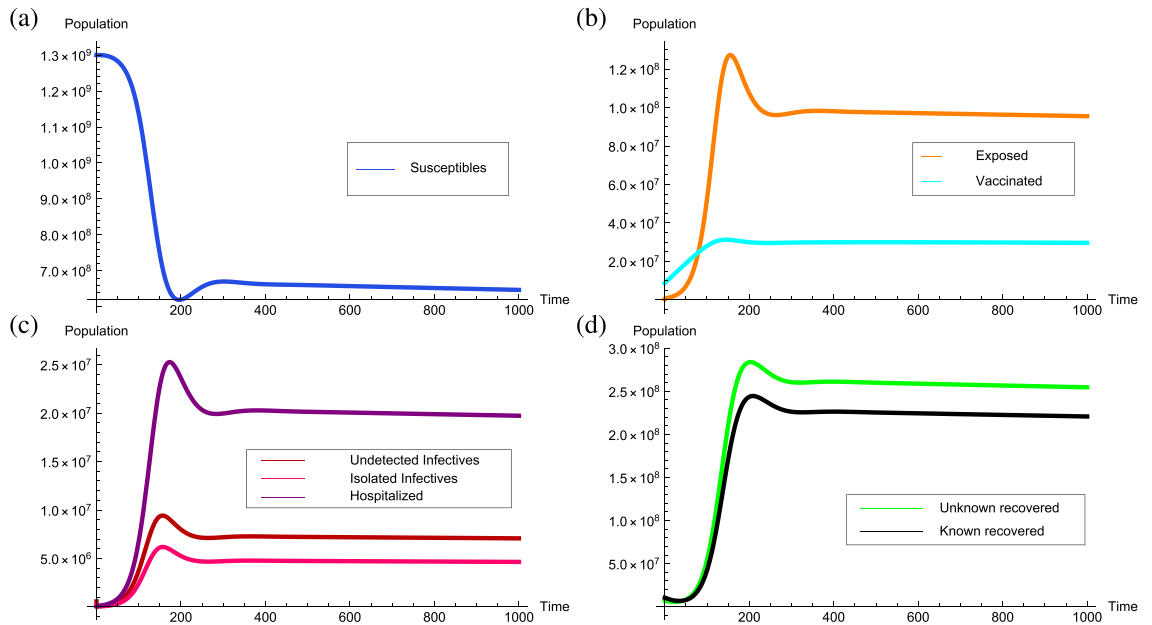 (a)
Population
1.3×10⁹
1.2×10⁹
1.1×10⁹
1.0×10⁹
9.0×10⁸
8.0×10⁸
7.0×10⁸
Susceptibles
200 400 600 800 1000 Time
(b)
Population
1.2×10⁸
1.0×10⁸
8.0×10⁷
6.0×10⁷
4.0×10⁷
2.0×10⁷
Exposed
Vaccinated
200 400 600 800 1000 Time
(c)
Population
2.5×10⁷
2.0×10⁷
1.5×10⁷
1.0×10⁷
5.0×10⁶
Undetected Infectives
Isolated Infectives
Hospitalized
200 400 600 800 1000 Time
(d)
Population
3.0×10⁸
2.5×10⁸
2.0×10⁸
1.5×10⁸
1.0×10⁸
5.0×10⁷
Unknown recovered
Known recovered
200 400 600 800 1000 Time